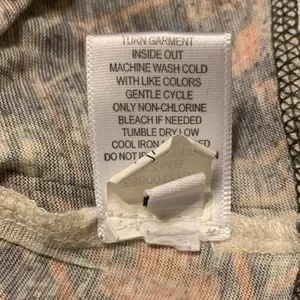 TURN GARMENT
INSIDE OUT
MACHINE WASH COLD
WITH LIKE COLORS
GENTLE CYCLE
ONLY NON-CHLORINE
BLEACH IF NEEDED
TUMBLE DRY LOW
COOL IRON
DO NOT